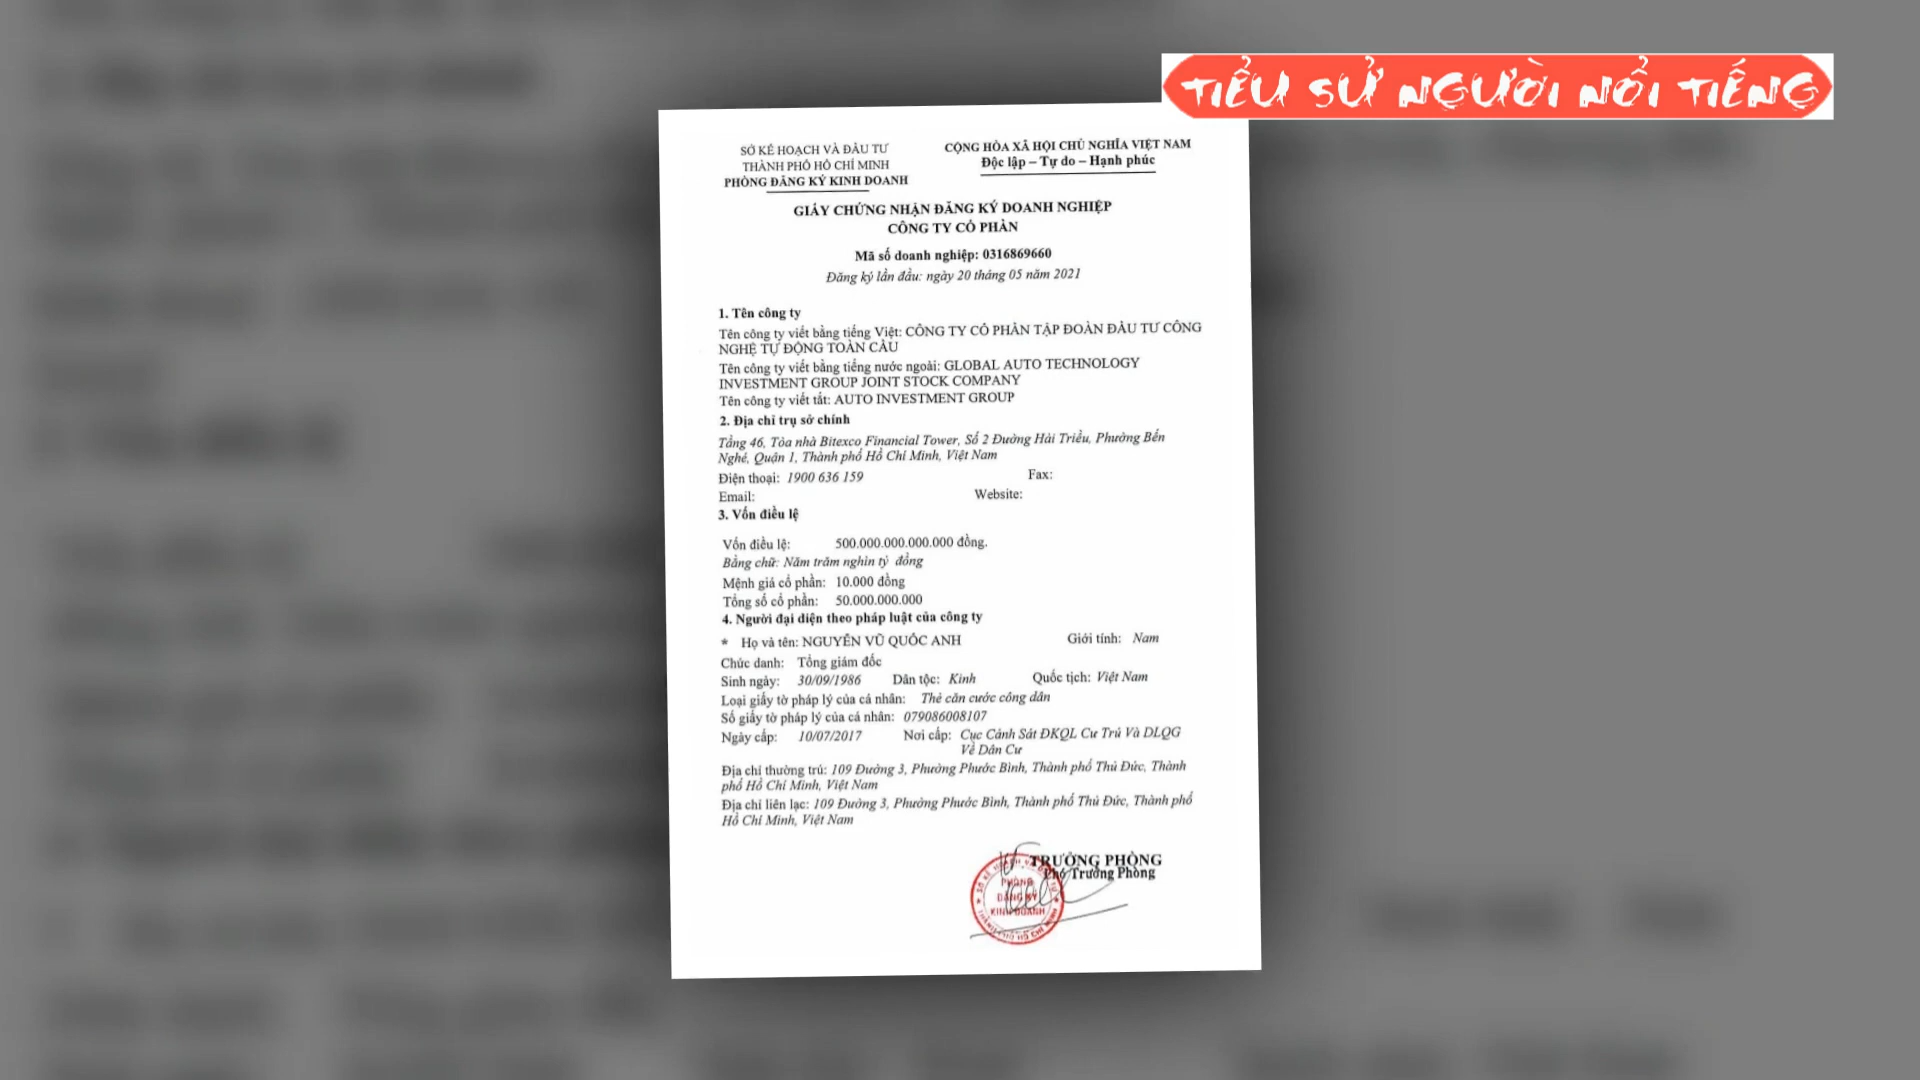 TIỂU SỬ NGƯỜI NỔI TIẾNG
SỞ KẾ HOẠCH VÀ ĐẦU TƯ
THÀNH PHỐ HỒ CHÍ MINH
PHÒNG ĐĂNG KÝ KINH DOANH
CỘNG HÒA XÃ HỘI CHỦ NGHĨA VIỆT NAM
Độc lập – Tự do – Hạnh phúc
GIẤY CHỨNG NHẬN ĐĂNG KÝ DOANH NGHIỆP
CÔNG TY CỔ PHẦN
Mã số doanh nghiệp: 0316869660
Đăng ký lần đầu: ngày 20 tháng 05 năm 2021
1. Tên công ty
Tên công ty viết bằng tiếng Việt: CÔNG TY CỔ PHẦN TẬP ĐOÀN ĐẦU TƯ CÔNG
NGHỆ TỰ ĐỘNG TOÀN CẦU
Tên công ty viết bằng tiếng nước ngoài: GLOBAL AUTO TECHNOLOGY
INVESTMENT GROUP JOINT STOCK COMPANY
Tên công ty viết tắt: AUTO INVESTMENT GROUP
2. Địa chỉ trụ sở chính
Tầng 46, Tòa nhà Bitexco Financial Tower, Số 2 Đường Hải Triều, Phường Bến
Nghé, Quận 1, Thành phố Hồ Chí Minh, Việt Nam
Điện thoại: 1900 636 159 Fax:
Email: Website:
3. Vốn điều lệ
Vốn điều lệ: 500.000.000.000.000 đồng.
Bằng chữ: Năm trăm nghìn tỷ đồng
Mệnh giá cổ phần: 10.000 đồng
Tổng số cổ phần: 50.000.000.000
4. Người đại diện theo pháp luật của công ty
* Họ và tên: NGUYỄN VŨ QUỐC ANH Giới tính: Nam
Chức danh: Tổng giám đốc
Sinh ngày: 30/09/1986 Dân tộc: Kinh Quốc tịch: Việt Nam
Loại giấy tờ pháp lý của cá nhân: Thẻ căn cước công dân
Số giấy tờ pháp lý của cá nhân: 079086008107
Ngày cấp: 10/07/2017 Nơi cấp: Cục Cảnh Sát ĐKQL Cư Trú Và DLQG
Về Dân Cư
Địa chỉ thường trú: 109 Đường 3, Phường Phước Bình, Thành phố Thủ Đức, Thành
phố Hồ Chí Minh, Việt Nam
Địa chỉ liên lạc: 109 Đường 3, Phường Phước Bình, Thành phố Thủ Đức, Thành phố
Hồ Chí Minh, Việt Nam
TRƯỞNG PHÒNG
Phó Trưởng Phòng
PHÒNG
ĐĂNG KÝ
KINH DOANH